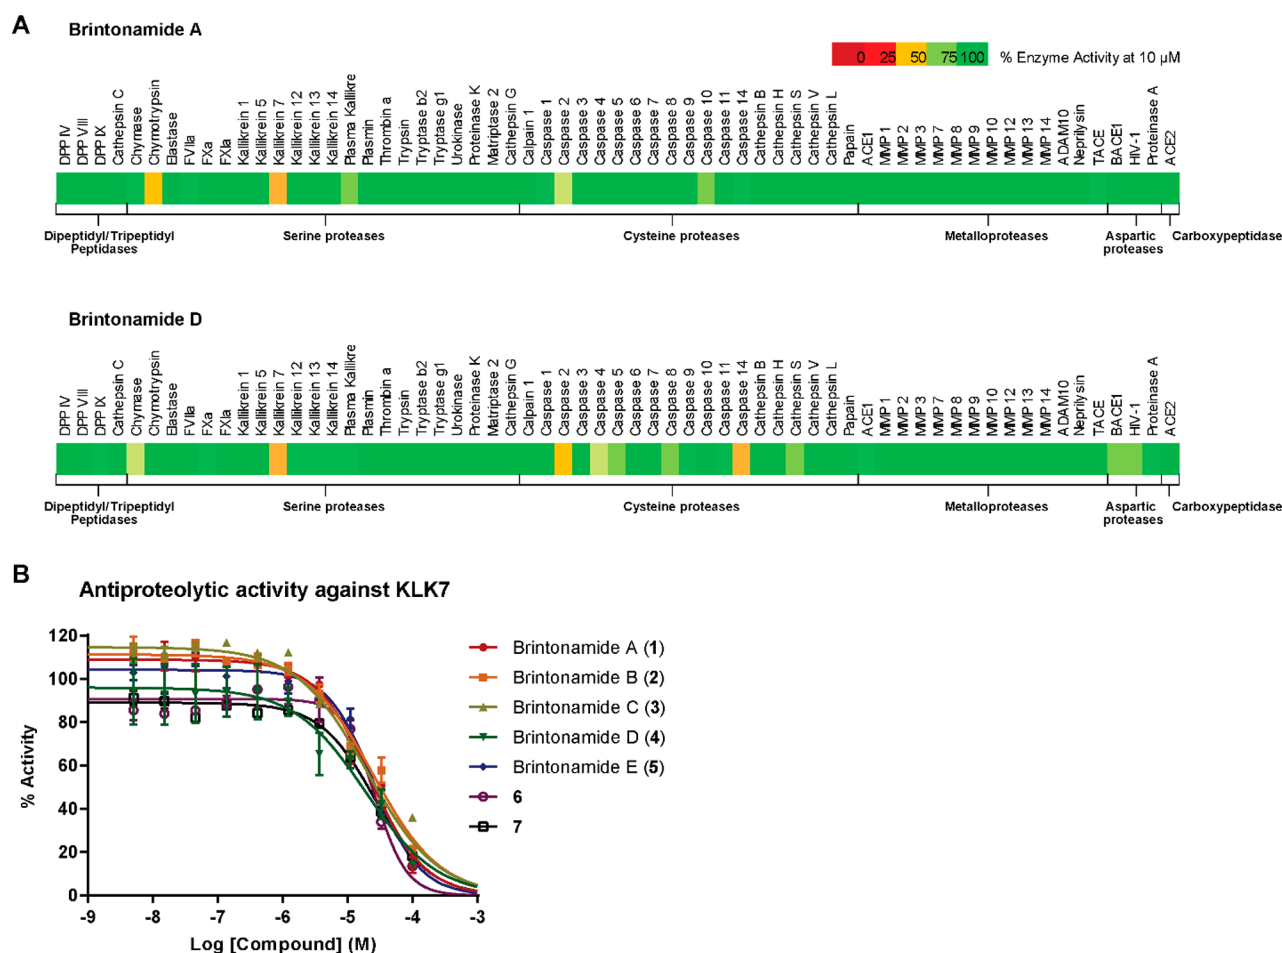 A
Brintonamide A
0 25 50 75 100 % Enzyme Activity at 10 µM
DPP IV
DPP VIII
DPP IX
Cathepsin C
Chymase
Chymotrypsin
Elastase
FVIIa
FXa
FXIa
Kallikrein 1
Kallikrein 5
Kallikrein 7
Kallikrein 12
Kallikrein 13
Kallikrein 14
Plasma Kallikre
Plasmin
Thrombin a
Trypsin
Tryptase b2
Tryptase g1
Urokinase
Proteinase K
Matriptase 2
Cathepsin G
Calpain 1
Caspase 1
Caspase 2
Caspase 3
Caspase 4
Caspase 5
Caspase 6
Caspase 7
Caspase 8
Caspase 9
Caspase 10
Caspase 11
Caspase 14
Cathepsin B
Cathepsin H
Cathepsin S
Cathepsin V
Cathepsin L
Papain
ACE1
MMP 1
MMP 2
MMP 3
MMP 7
MMP 8
MMP 9
MMP 10
MMP 12
MMP 13
MMP 14
ADAM10
Neprilysin
TACE
BACE1
HIV-1
Proteinase A
ACE2
Dipeptidyl/Tripeptidyl
Peptidases
Serine proteases
Cysteine proteases
Metalloproteases
Aspartic
proteases
Carboxypeptidase
Brintonamide D
DPP IV
DPP VIII
DPP IX
Cathepsin C
Chymase
Chymotrypsin
Elastase
FVIIa
FXa
FXIa
Kallikrein 1
Kallikrein 5
Kallikrein 7
Kallikrein 12
Kallikrein 13
Kallikrein 14
Plasma Kallikre
Plasmin
Thrombin a
Trypsin
Tryptase b2
Tryptase g1
Urokinase
Proteinase K
Matriptase 2
Cathepsin G
Calpain 1
Caspase 1
Caspase 2
Caspase 3
Caspase 4
Caspase 5
Caspase 6
Caspase 7
Caspase 8
Caspase 9
Caspase 10
Caspase 11
Caspase 14
Cathepsin B
Cathepsin H
Cathepsin S
Cathepsin V
Cathepsin L
Papain
ACE1
MMP 1
MMP 2
MMP 3
MMP 7
MMP 8
MMP 9
MMP 10
MMP 12
MMP 13
MMP 14
ADAM10
Neprilysin
TACE
BACE1
HIV-1
Proteinase A
ACE2
Dipeptidyl/Tripeptidyl
Peptidases
Serine proteases
Cysteine proteases
Metalloproteases
Aspartic
proteases
Carboxypeptidase
B
Antiproteolytic activity against KLK7
% Activity
120
100
80
60
40
20
0
-9 -8 -7 -6 -5 -4 -3
Log [Compound] (M)
Brintonamide A (1)
Brintonamide B (2)
Brintonamide C (3)
Brintonamide D (4)
Brintonamide E (5)
6
7